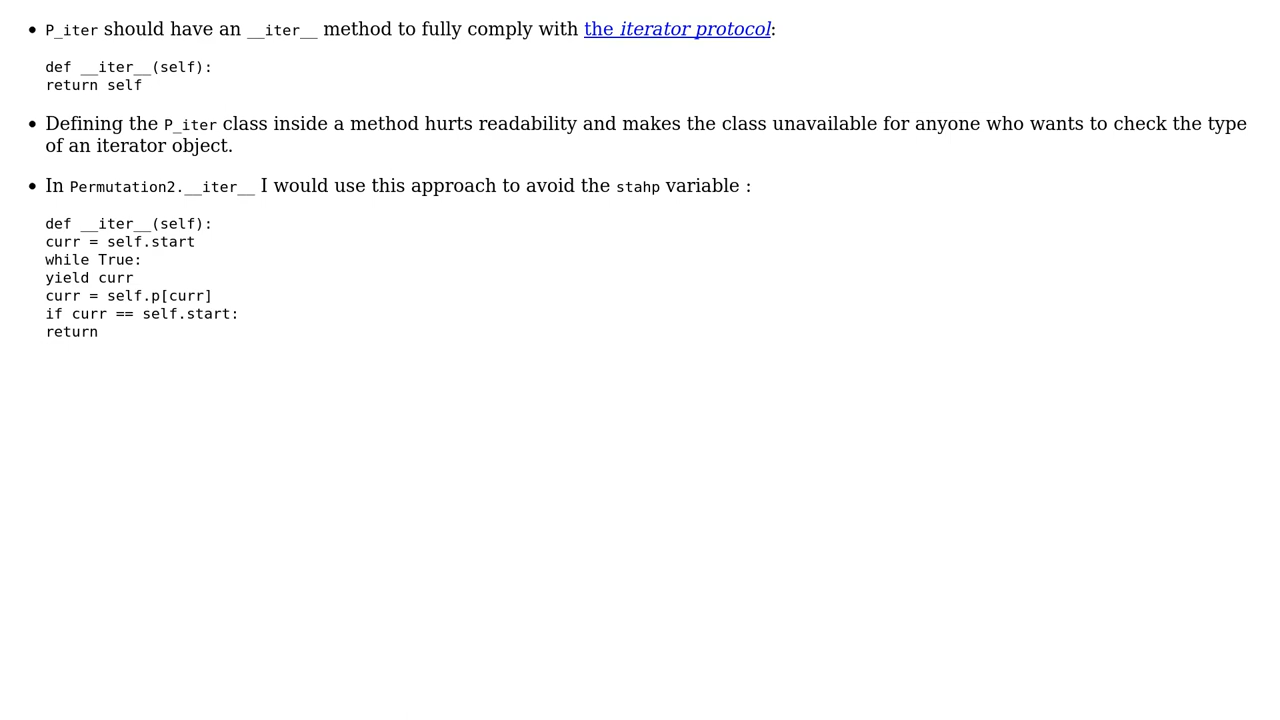 • P_iter should have an __iter__ method to fully comply with the iterator protocol:
def __iter__(self):
return self
• Defining the P_iter class inside a method hurts readability and makes the class unavailable for anyone who wants to check the type
of an iterator object.
• In Permutation2.__iter__ I would use this approach to avoid the stahp variable :
def __iter__(self):
curr = self.start
while True:
yield curr
curr = self.p[curr]
if curr == self.start:
return